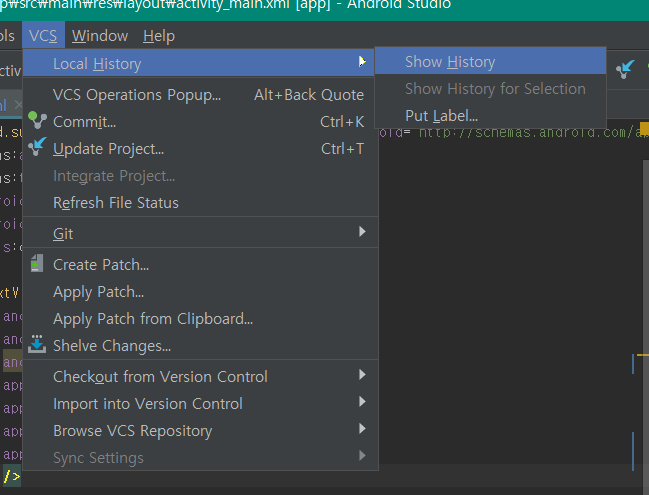 p₩src₩main₩res₩layout₩activity_main.xml [app] - Android Studio
ols VCS Window Help
Local History
Show History
Show History for Selection
Put Label...
VCS Operations Popup... Alt+Back Quote
Commit... Ctrl+K
Update Project... Ctrl+T
Integrate Project...
Refresh File Status
Git
Create Patch...
Apply Patch...
Apply Patch from Clipboard...
Shelve Changes...
Checkout from Version Control
Import into Version Control
Browse VCS Repository
Sync Settings
"http://schemas.android.com/a
/>